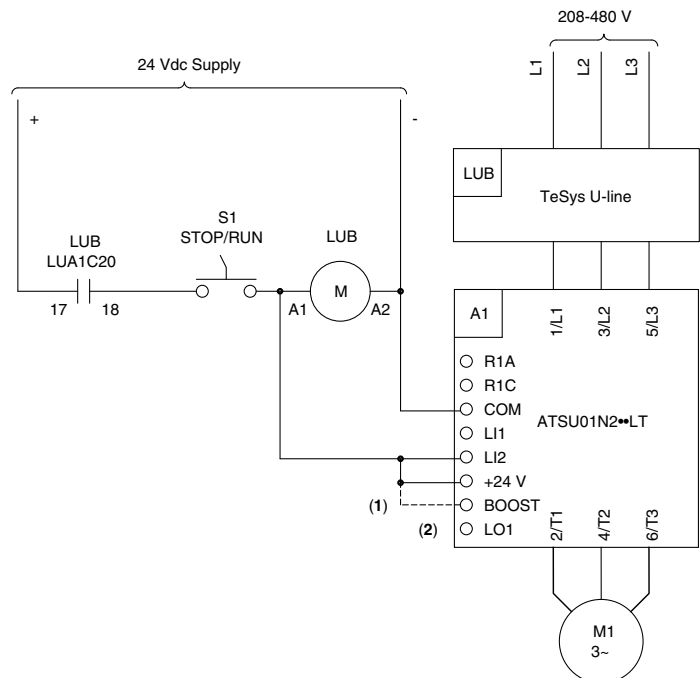 208-480 V
24 Vdc Supply
L1
L2
L3
+
-
LUB
TeSys U-line
S1
STOP/RUN
LUB
LUA1C20
LUB
M
17
18
A1
A2
A1
1/L1
3/L2
5/L3
R1A
R1C
COM
ATSU01N2••LT
LI1
LI2
+24 V
(1)
BOOST
(2)
LO1
2/T1
4/T2
6/T3
M1
3~